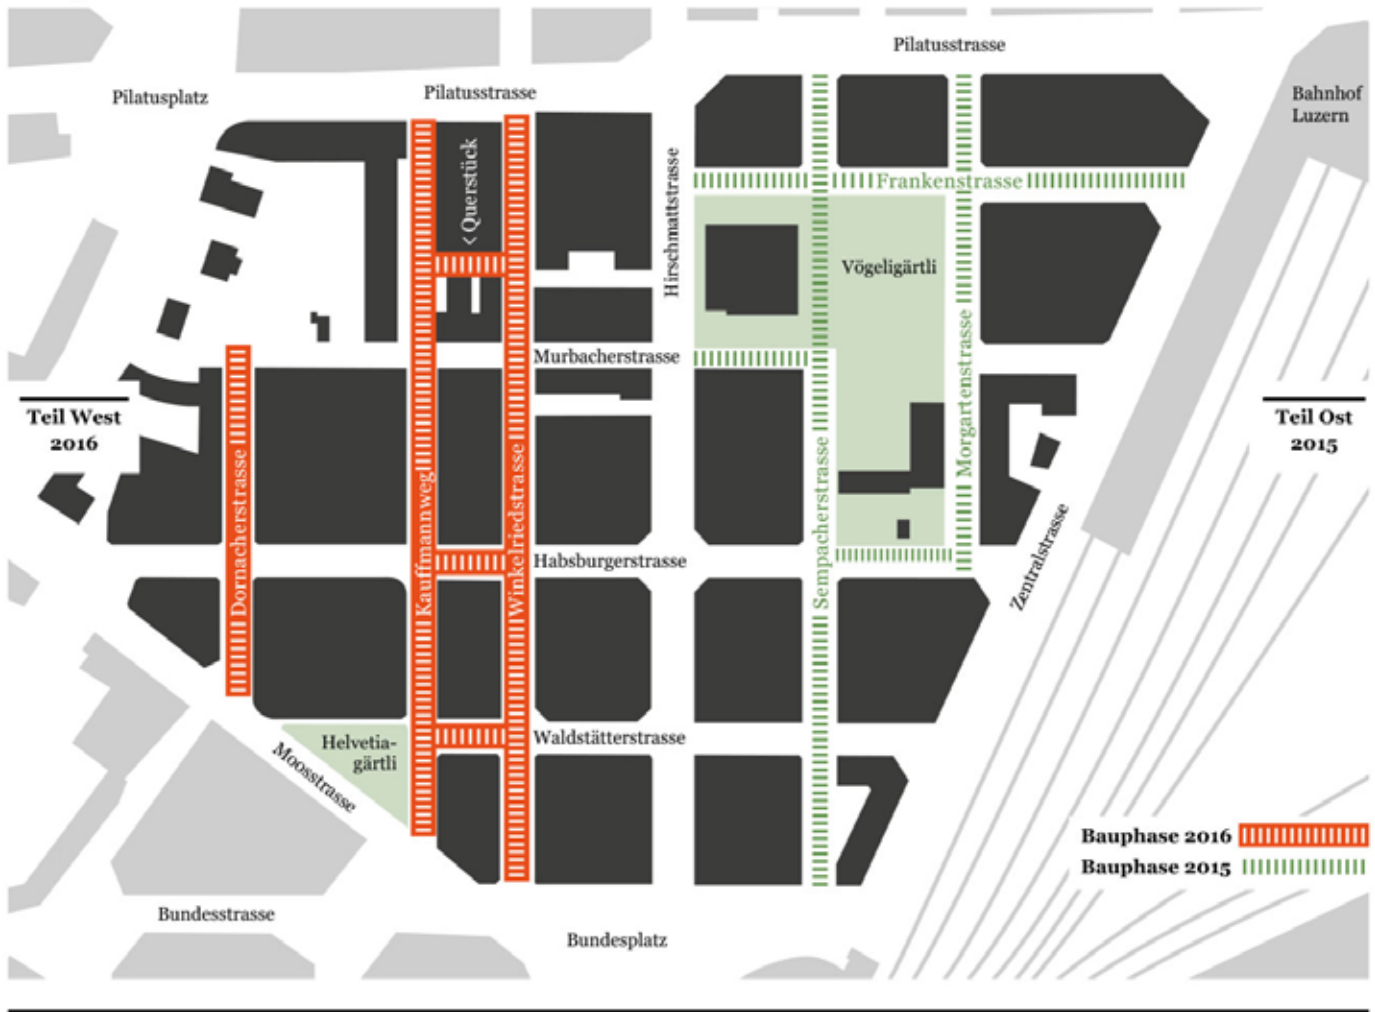 Pilatusstrasse
Pilatusplatz
Pilatusstrasse
Bahnhof
Luzern
< Querstück
Hirschmattstrasse
Frankenstrasse
Vögeligärtli
Murbacherstrasse
Morgartenstrasse
Teil West
2016
Teil Ost
2015
Dornacherstrasse
Kauffmannweg
Winkelriedstrasse
Sempacherstrasse
Habsburgerstrasse
Zentralstrasse
Helvetia-
gärtli
Waldstätterstrasse
Moosstrasse
Bauphase 2016
Bauphase 2015
Bundesstrasse
Bundesplatz